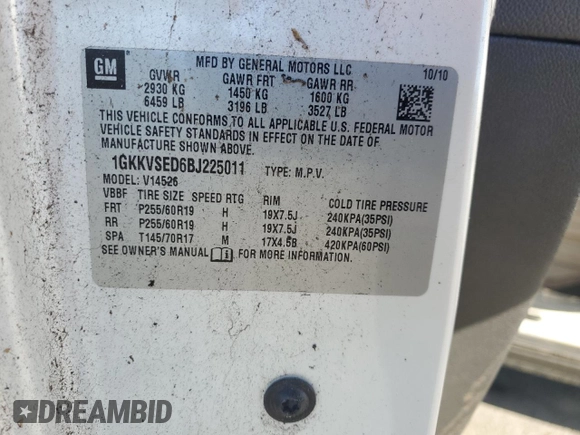 GM
MFD BY GENERAL MOTORS LLC 10/10
GVWR GAWR FRT GAWR RR
2930 KG 1450 KG 1600 KG
6459 LB 3196 LB 3527 LB
THIS VEHICLE CONFORMS TO ALL APPLICABLE U.S. FEDERAL MOTOR
VEHICLE SAFETY STANDARDS IN EFFECT ON THE DATE OF
MANUFACTURE SHOWN ABOVE.
1GKKVSED6BJ225011 TYPE: M.P.V.
MODEL: V14526
VBBF TIRE SIZE SPEED RTG RIM COLD TIRE PRESSURE
FRT P255/60R19 H 19X7.5J 240KPA(35PSI)
RR P255/60R19 H 19X7.5J 240KPA(35PSI)
SPA T145/70R17 M 17X4.5B 420KPA(60PSI)
SEE OWNER'S MANUAL FOR MORE INFORMATION.
DREAMBID